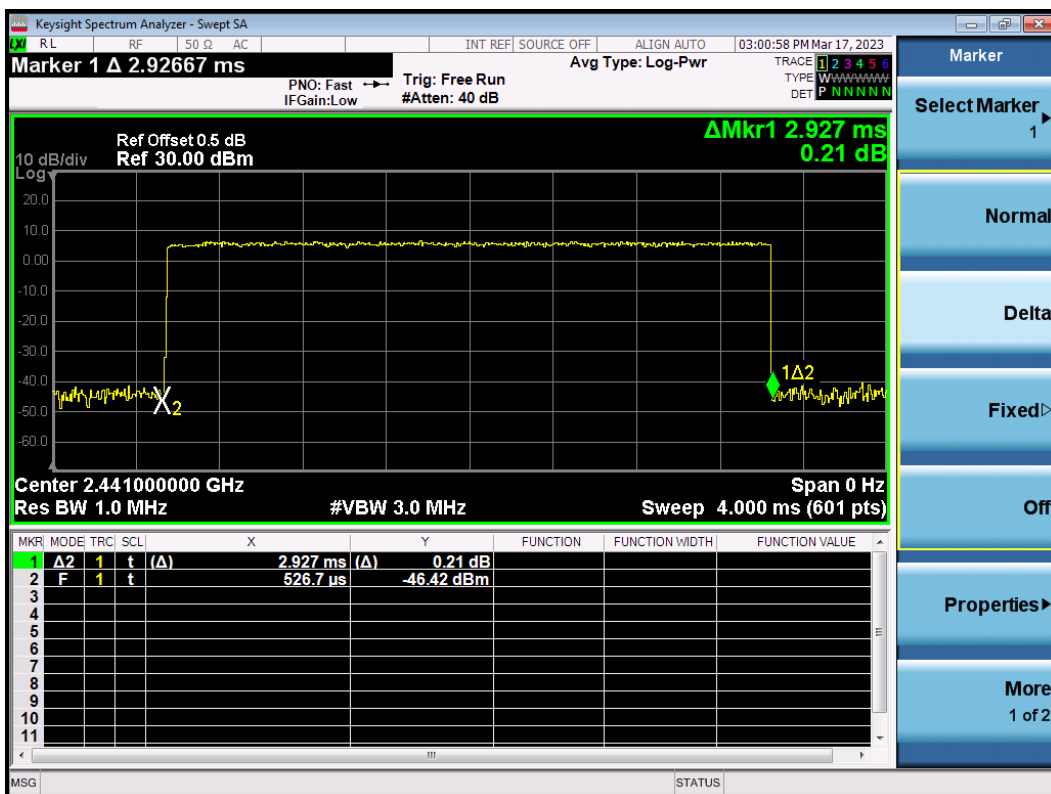 Keysight Spectrum Analyzer - Swept SA
LXI RL RF 50 Ω AC INT REF SOURCE OFF ALIGN AUTO 03:00:58 PM Mar 17, 2023
Marker 1 Δ 2.92667 ms
PNO: Fast
IFGain:Low
Trig: Free Run
#Atten: 40 dB
Avg Type: Log-Pwr
TRACE 1 2 3 4 5 6
TYPE WWWWWWW
DET P N N N N N
ΔMkr1 2.927 ms
0.21 dB
Ref Offset 0.5 dB
10 dB/div Ref 30.00 dBm
Log
20.0
10.0
0.00
-10.0
-20.0
-30.0
-40.0
-50.0
-60.0
1Δ2
X2
Center 2.441000000 GHz Span 0 Hz
Res BW 1.0 MHz #VBW 3.0 MHz Sweep 4.000 ms (601 pts)
MKR MODE TRC SCL X Y FUNCTION FUNCTION WIDTH FUNCTION VALUE
1 Δ2 1 t (Δ) 2.927 ms (Δ) 0.21 dB
2 F 1 t 526.7 µs -46.42 dBm
3
4
5
6
7
8
9
10
11
MSG STATUS
Marker
Select Marker
1
Normal
Delta
Fixed
Off
Properties
More
1 of 2